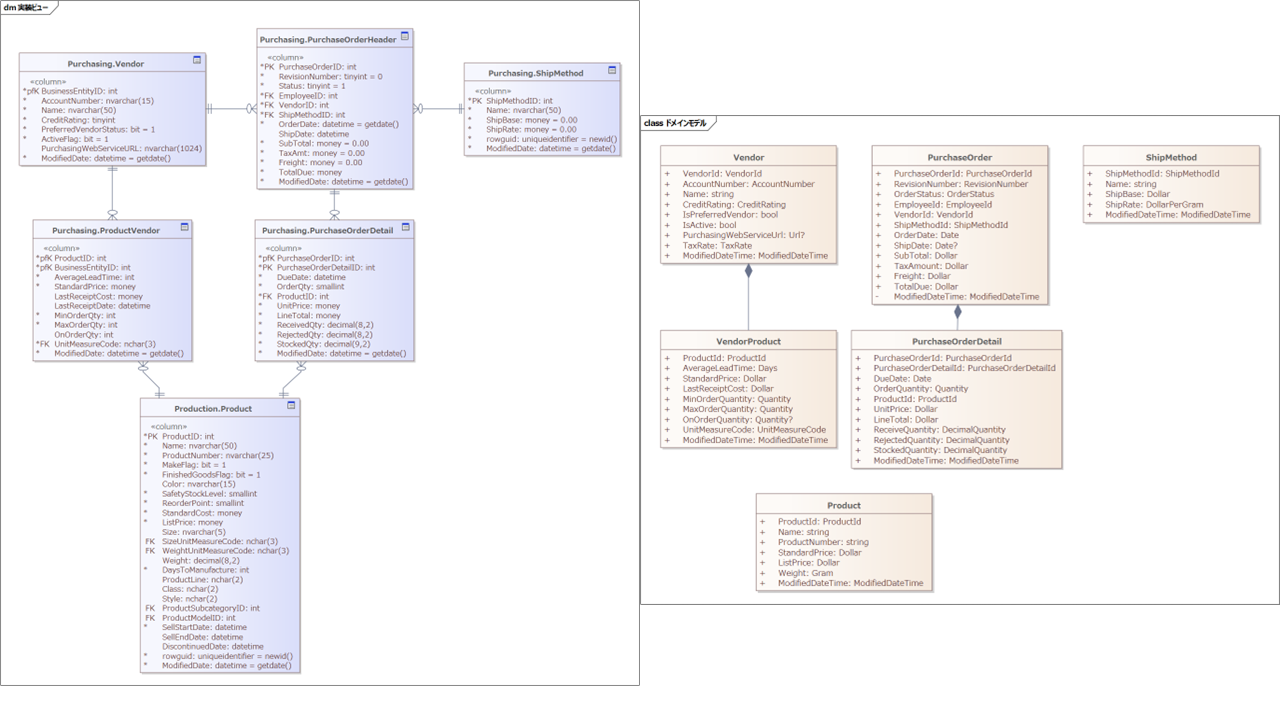 dm 実装ビュー
Purchasing.Vendor
«column»
*pfK BusinessEntityID: int
* AccountNumber: nvarchar(15)
* Name: nvarchar(50)
* CreditRating: tinyint
* PreferredVendorStatus: bit = 1
* ActiveFlag: bit = 1
PurchasingWebServiceURL: nvarchar(1024)
* ModifiedDate: datetime = getdate()
Purchasing.PurchaseOrderHeader
«column»
*PK PurchaseOrderID: int
* RevisionNumber: tinyint = 0
* Status: tinyint = 1
*FK EmployeeID: int
*FK VendorID: int
*FK ShipMethodID: int
* OrderDate: datetime = getdate()
ShipDate: datetime
* SubTotal: money = 0.00
* TaxAmt: money = 0.00
* Freight: money = 0.00
* TotalDue: money
* ModifiedDate: datetime = getdate()
Purchasing.ShipMethod
«column»
*PK ShipMethodID: int
* Name: nvarchar(50)
* ShipBase: money = 0.00
* ShipRate: money = 0.00
* rowguid: uniqueidentifier = newid()
* ModifiedDate: datetime = getdate()
Purchasing.ProductVendor
«column»
*pfK ProductID: int
*pfK BusinessEntityID: int
* AverageLeadTime: int
* StandardPrice: money
LastReceiptCost: money
LastReceiptDate: datetime
* MinOrderQty: int
* MaxOrderQty: int
OnOrderQty: int
*FK UnitMeasureCode: nchar(3)
* ModifiedDate: datetime = getdate()
Purchasing.PurchaseOrderDetail
«column»
*pfK PurchaseOrderID: int
*PK PurchaseOrderDetailID: int
* DueDate: datetime
* OrderQty: smallint
*FK ProductID: int
* UnitPrice: money
* LineTotal: money
* ReceivedQty: decimal(8,2)
* RejectedQty: decimal(8,2)
* StockedQty: decimal(9,2)
* ModifiedDate: datetime = getdate()
Production.Product
«column»
*PK ProductID: int
* Name: nvarchar(50)
* ProductNumber: nvarchar(25)
* MakeFlag: bit = 1
* FinishedGoodsFlag: bit = 1
Color: nvarchar(15)
* SafetyStockLevel: smallint
* ReorderPoint: smallint
* StandardCost: money
* ListPrice: money
Size: nvarchar(5)
FK SizeUnitMeasureCode: nchar(3)
FK WeightUnitMeasureCode: nchar(3)
Weight: decimal(8,2)
* DaysToManufacture: int
ProductLine: nchar(2)
Class: nchar(2)
Style: nchar(2)
FK ProductSubcategoryID: int
FK ProductModelID: int
* SellStartDate: datetime
SellEndDate: datetime
DiscontinuedDate: datetime
* rowguid: uniqueidentifier = newid()
* ModifiedDate: datetime = getdate()
class ドメインモデル
Vendor
+ VendorId: VendorId
+ AccountNumber: AccountNumber
+ Name: string
+ CreditRating: CreditRating
+ IsPreferredVendor: bool
+ IsActive: bool
+ PurchasingWebServiceUrl: Url?
+ TaxRate: TaxRate
+ ModifiedDateTime: ModifiedDateTime
PurchaseOrder
+ PurchaseOrderId: PurchaseOrderId
+ RevisionNumber: RevisionNumber
+ OrderStatus: OrderStatus
+ EmployeeId: EmployeeId
+ VendorId: VendorId
+ ShipMethodId: ShipMethodId
+ OrderDate: Date
+ ShipDate: Date?
+ SubTotal: Dollar
+ TaxAmount: Dollar
+ Freight: Dollar
+ TotalDue: Dollar
- ModifiedDateTime: ModifiedDateTime
ShipMethod
+ ShipMethodId: ShipMethodId
+ Name: string
+ ShipBase: Dollar
+ ShipRate: DollarPerGram
+ ModifiedDateTime: ModifiedDateTime
VendorProduct
+ ProductId: ProductId
+ AverageLeadTime: Days
+ StandardPrice: Dollar
+ LastReceiptCost: Dollar
+ MinOrderQuantity: Quantity
+ MaxOrderQuantity: Quantity
+ OnOrderQuantity: Quantity?
+ UnitMeasureCode: UnitMeasureCode
+ ModifiedDateTime: ModifiedDateTime
PurchaseOrderDetail
+ PurchaseOrderId: PurchaseOrderId
+ PurchaseOrderDetailId: PurchaseOrderDetailId
+ DueDate: Date
+ OrderQuantity: Quantity
+ ProductId: ProductId
+ UnitPrice: Dollar
+ LineTotal: Dollar
+ ReceiveQuantity: DecimalQuantity
+ RejectedQuantity: DecimalQuantity
+ StockedQuantity: DecimalQuantity
+ ModifiedDateTime: ModifiedDateTime
Product
+ ProductId: ProductId
+ Name: string
+ ProductNumber: string
+ StandardPrice: Dollar
+ ListPrice: Dollar
+ Weight: Gram
+ ModifiedDateTime: ModifiedDateTime